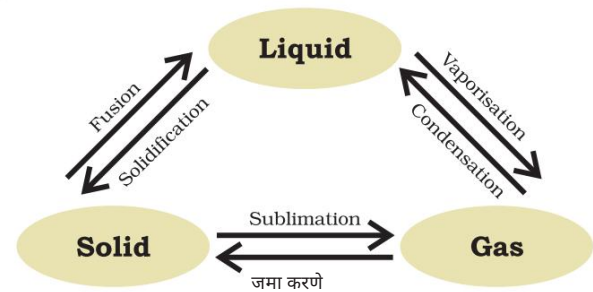 Liquid
Fusion
Solidification
Vaporisation
Condensation
Solid
Sublimation
Gas
जमा करणे